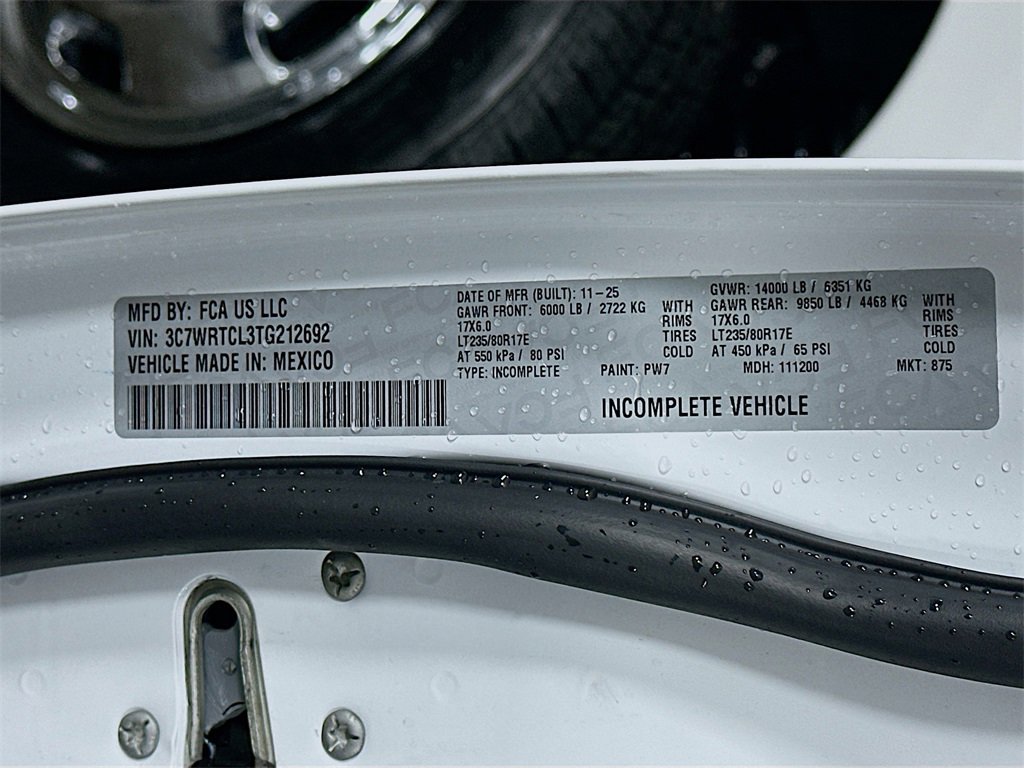 MFD BY: FCA US LLC
VIN: 3C7WRTCL3TG212692
VEHICLE MADE IN: MEXICO
DATE OF MFR (BUILT): 11-25
GAWR FRONT: 6000 LB / 2722 KG
17X6.0
LT235/80R17E
AT 550 kPa / 80 PSI
WITH
RIMS
TIRES
COLD
GVWR: 14000 LB / 6351 KG
GAWR REAR: 9850 LB / 4468 KG
17X6.0
LT235/80R17E
AT 450 kPa / 65 PSI
WITH
RIMS
TIRES
COLD
TYPE: INCOMPLETE PAINT: PW7 MDH: 111200 MKT: 875
INCOMPLETE VEHICLE